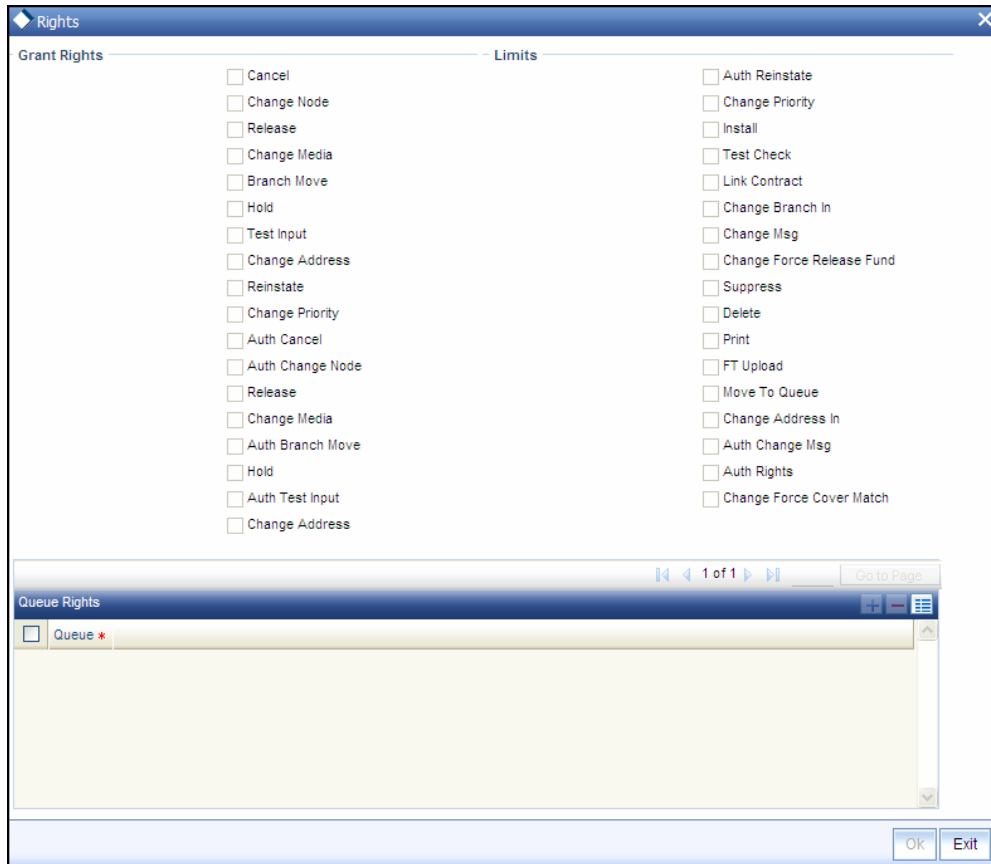 Rights
Grant Rights
Cancel
Change Node
Release
Change Media
Branch Move
Hold
Test Input
Change Address
Reinstate
Change Priority
Auth Cancel
Auth Change Node
Release
Change Media
Auth Branch Move
Hold
Auth Test Input
Change Address
Limits
Auth Reinstate
Change Priority
Install
Test Check
Link Contract
Change Branch In
Change Msg
Change Force Release Fund
Suppress
Delete
Print
FT Upload
Move To Queue
Change Address In
Auth Change Msg
Auth Rights
Change Force Cover Match
1 of 1 Go to Page
Queue Rights
Queue *
Ok Exit